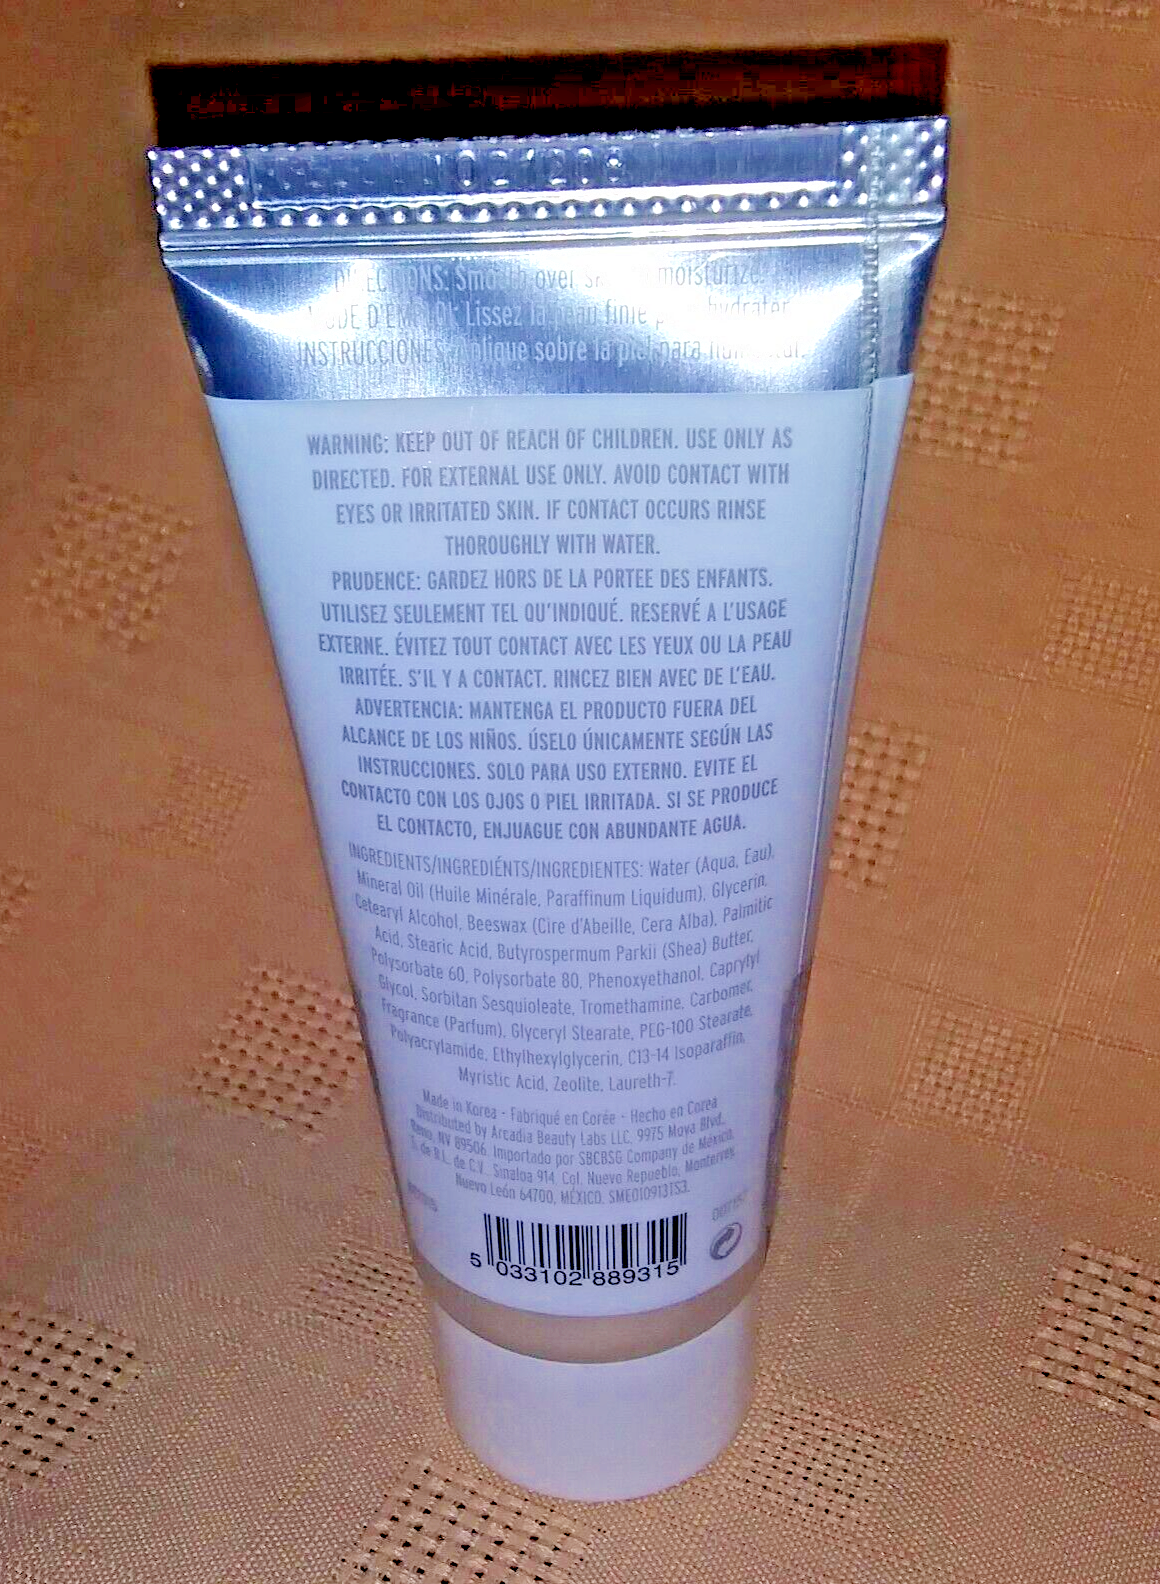 DIRECTIONS: Smooth over moisturize.
MODE D'EMPLOI: Lissez la peau finie hydrater
INSTRUCCIONES: Aplique sobre la piel para humectar.
WARNING: KEEP OUT OF REACH OF CHILDREN. USE ONLY AS
DIRECTED. FOR EXTERNAL USE ONLY. AVOID CONTACT WITH
EYES OR IRRITATED SKIN. IF CONTACT OCCURS RINSE
THOROUGHLY WITH WATER.
PRUDENCE: GARDEZ HORS DE LA PORTEE DES ENFANTS.
UTILISEZ SEULEMENT TEL QU'INDIQUÉ. RESERVÉ A L'USAGE
EXTERNE. ÉVITEZ TOUT CONTACT AVEC LES YEUX OU LA PEAU
IRRITÉE. S'IL Y A CONTACT. RINCEZ BIEN AVEC DE L'EAU.
ADVERTENCIA: MANTENGA EL PRODUCTO FUERA DEL
ALCANCE DE LOS NIÑOS. ÚSELO ÚNICAMENTE SEGÚN LAS
INSTRUCCIONES. SOLO PARA USO EXTERNO. EVITE EL
CONTACTO CON LOS OJOS O PIEL IRRITADA. SI SE PRODUCE
EL CONTACTO, ENJUAGUE CON ABUNDANTE AGUA.
INGREDIENTS/INGREDIÉNTS/INGREDIENTES: Water (Aqua, Eau),
Mineral Oil (Huile Minérale, Paraffinum Liquidum), Glycerin,
Cetearyl Alcohol, Beeswax (Cire d'Abeille, Cera Alba), Palmitic
Acid, Stearic Acid, Butyrospermum Parkii (Shea) Butter,
Polysorbate 60, Polysorbate 80, Phenoxyethanol, Caprylyl
Glycol, Sorbitan Sesquioleate, Tromethamine, Carbomer,
Fragrance (Parfum), Glyceryl Stearate, PEG-100 Stearate,
Polyacrylamide, Ethylhexylglycerin, C13-14 Isoparaffin,
Myristic Acid, Zeolite, Laureth-7.
Made in Korea - Fabriqué en Corée - Hecho en Corea
Distributed by Arcadia Beauty Labs LLC, 9975 Moya Blvd.
Reno, NV 89506. Importado por SBCBSG Company de México,
S. de R.L. de C.V. Sinaloa 914, Col. Nuevo Repueblo, Monterrey,
Nuevo León 64700, MÉXICO. SME010913TS3.
5 033102 889315